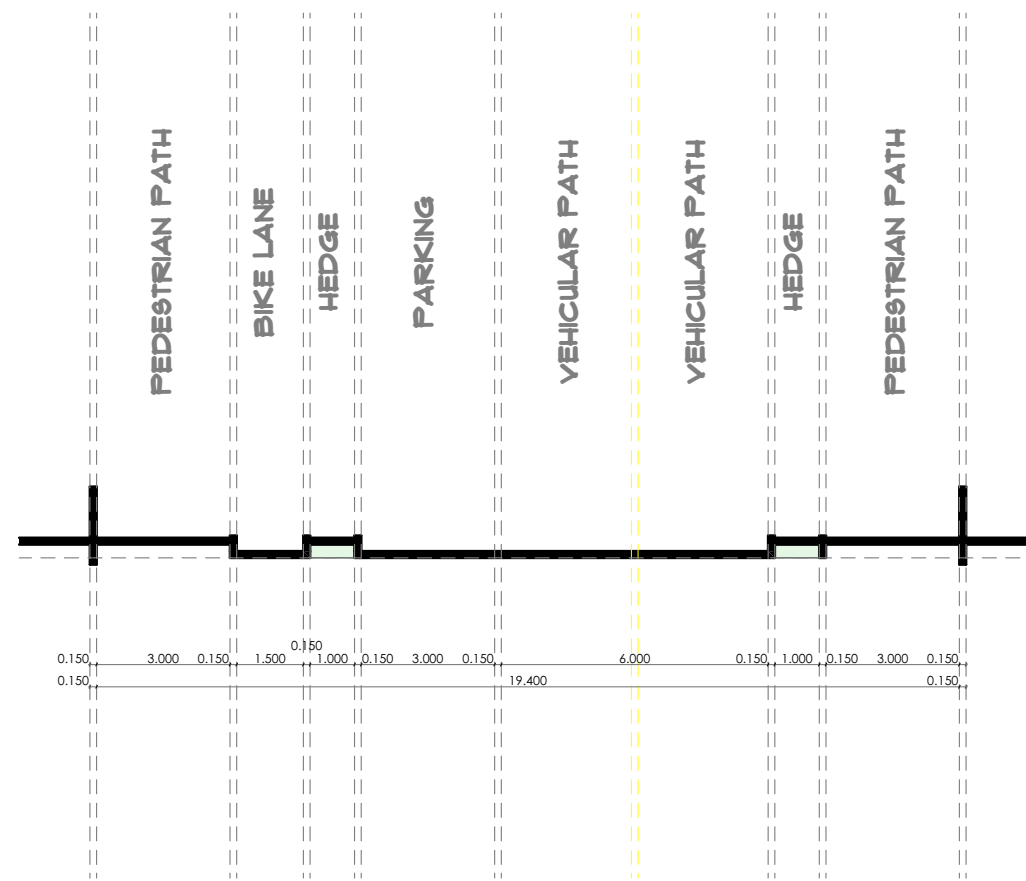 PEDESTRIAN PATH
BIKE LANE
HEDGE
PARKING
VEHICULAR PATH
VEHICULAR PATH
HEDGE
PEDESTRIAN PATH
0.150
0.150 3.000 0.150 1.500 1.000 0.150 3.000 0.150 6.000 0.150 1.000 0.150 3.000 0.150
0.150 19.400 0.150